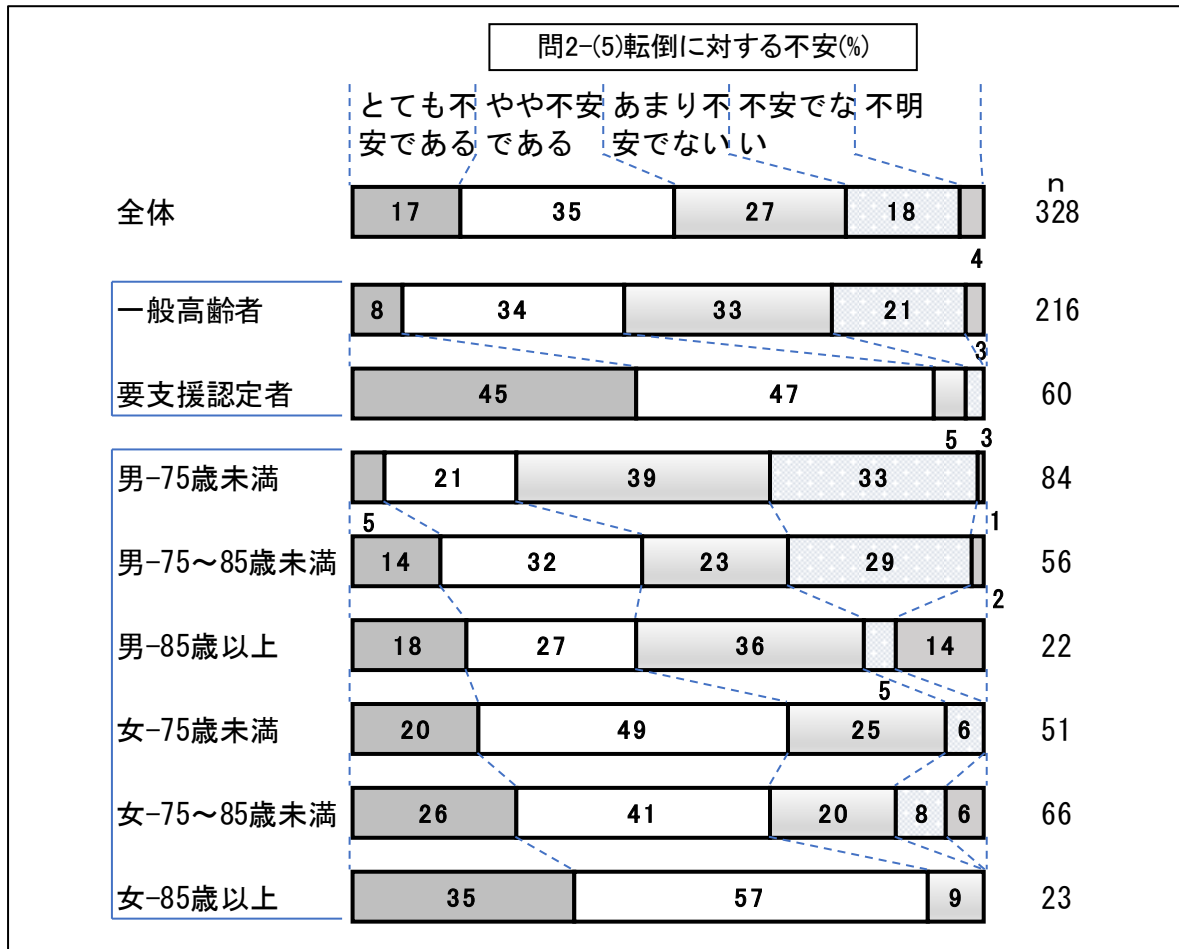 問2-(5)転倒に対する不安(%)
とても不 やや不安 あまり不 不安でな 不明
安である である 安でない い
n
全体 17 35 27 18 328
4
一般高齢者 8 34 33 21 216
3
要支援認定者 45 47 60
5 3
男-75歳未満 21 39 33 84
5 1
男-75～85歳未満 14 32 23 29 56
2
男-85歳以上 18 27 36 14 22
5
女-75歳未満 20 49 25 6 51
女-75～85歳未満 26 41 20 8 6 66
女-85歳以上 35 57 9 23